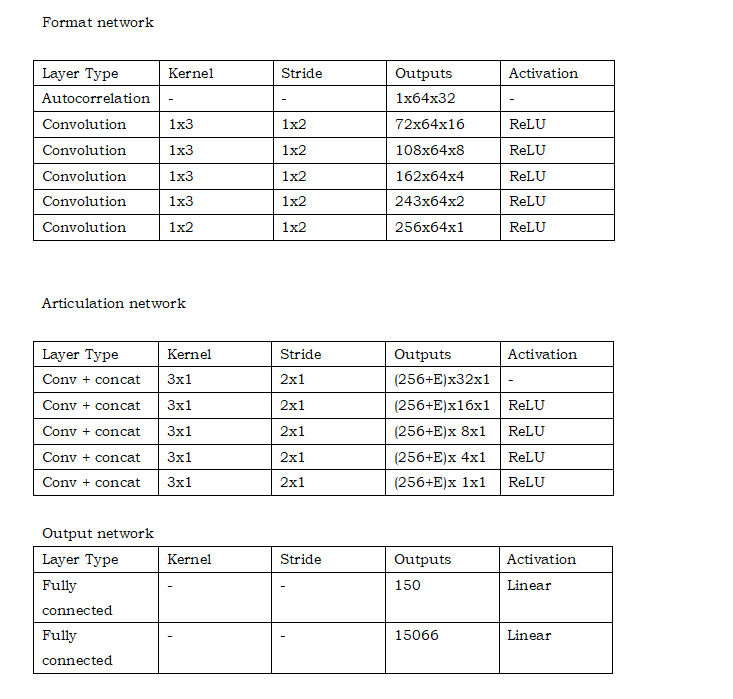 Format network
Layer Type Kernel Stride Outputs Activation
Autocorrelation - - 1x64x32 -
Convolution 1x3 1x2 72x64x16 ReLU
Convolution 1x3 1x2 108x64x8 ReLU
Convolution 1x3 1x2 162x64x4 ReLU
Convolution 1x3 1x2 243x64x2 ReLU
Convolution 1x2 1x2 256x64x1 ReLU
Articulation network
Layer Type Kernel Stride Outputs Activation
Conv + concat 3x1 2x1 (256+E)x32x1 -
Conv + concat 3x1 2x1 (256+E)x16x1 ReLU
Conv + concat 3x1 2x1 (256+E)x 8x1 ReLU
Conv + concat 3x1 2x1 (256+E)x 4x1 ReLU
Conv + concat 3x1 2x1 (256+E)x 1x1 ReLU
Output network
Layer Type Kernel Stride Outputs Activation
Fully - - 150 Linear
connected
Fully - - 15066 Linear
connected